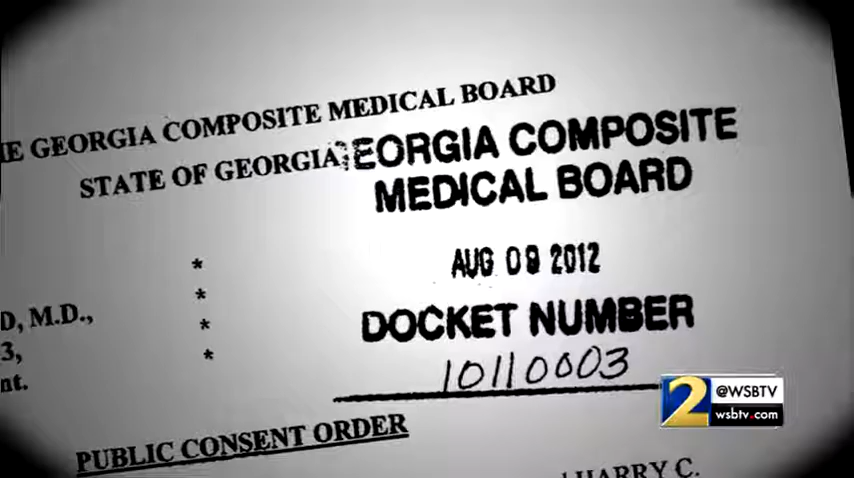 E GEORGIA COMPOSITE MEDICAL BOARD
STATE OF GEORGIA
EORGIA COMPOSITE
MEDICAL BOARD
*
*
*
*
AUG 09 2012
D, M.D.,
3,
nt.
DOCKET NUMBER
10110003
PUBLIC CONSENT ORDER
HARRY C.
2 @WSBTV
wsbtv.com